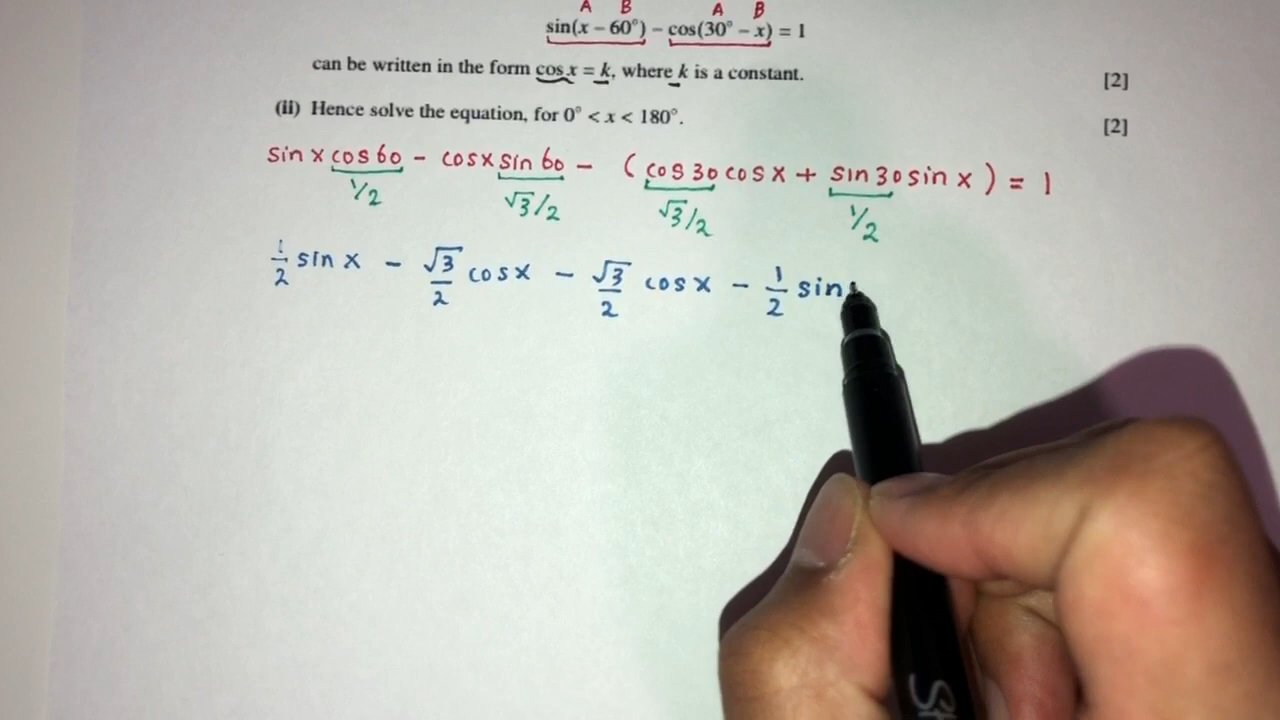 A B A B
sin(x − 60°) − cos(30° − x) = 1
can be written in the form cos x = k, where k is a constant. [2]
(ii) Hence solve the equation, for 0° < x < 180°. [2]
sin x cos 60 − cos x sin 60 − (cos 30 cos x + sin 30 sin x) = 1
1/2 √3/2 √3/2 1/2
1/2 sin x − √3/2 cos x − √3/2 cos x − 1/2 sin